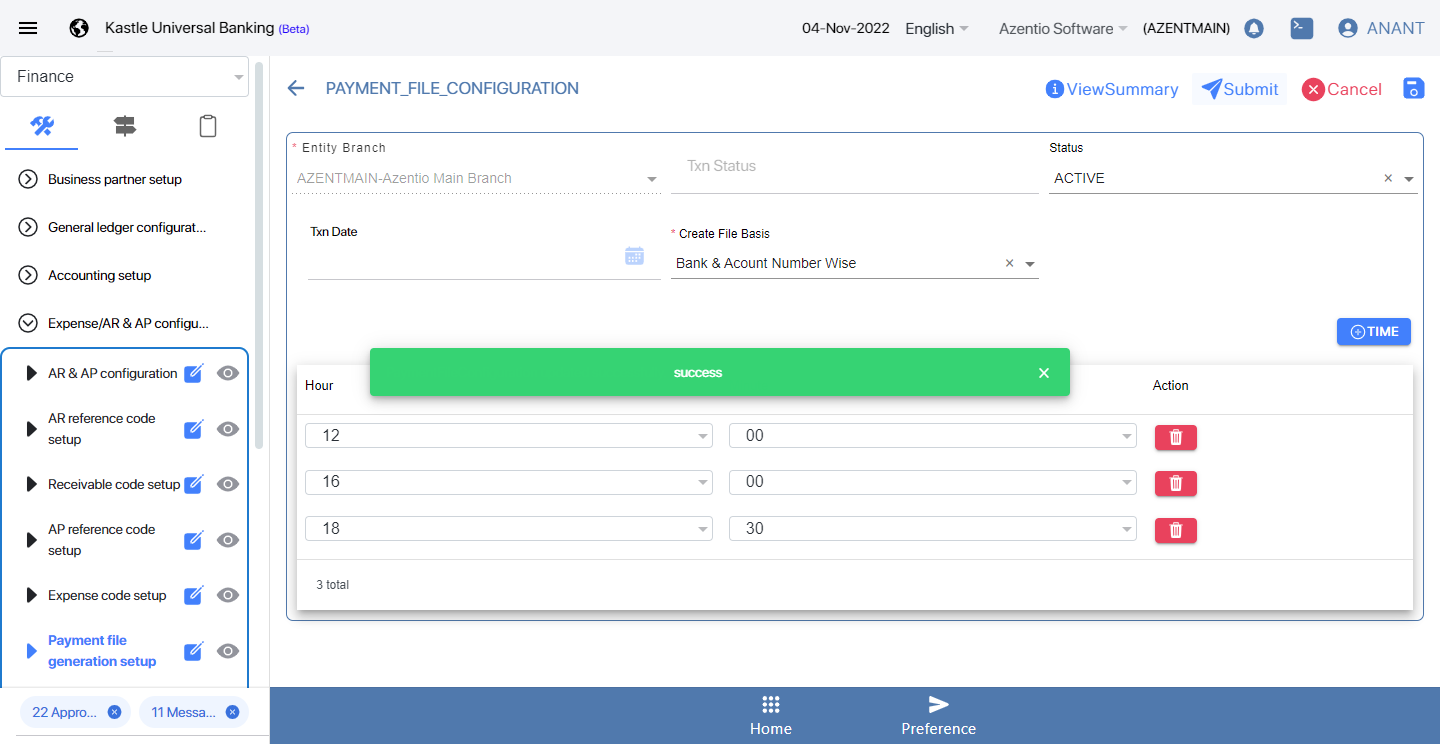 Kastle Universal Banking (Beta)
04-Nov-2022
English
Azentio Software
(AZENTMAIN)
ANANT
Finance
Business partner setup
General ledger configurat...
Accounting setup
Expense/AR & AP configu...
AR & AP configuration
AR reference code
setup
Receivable code setup
AP reference code
setup
Expense code setup
Payment file
generation setup
22 Appro...
11 Messa...
PAYMENT_FILE_CONFIGURATION
ViewSummary
Submit
Cancel
* Entity Branch
AZENTMAIN-Azentio Main Branch
Txn Status
Status
ACTIVE
Txn Date
* Create File Basis
Bank & Acount Number Wise
TIME
success
Hour
Action
12
00
16
00
18
30
3 total
Home
Preference